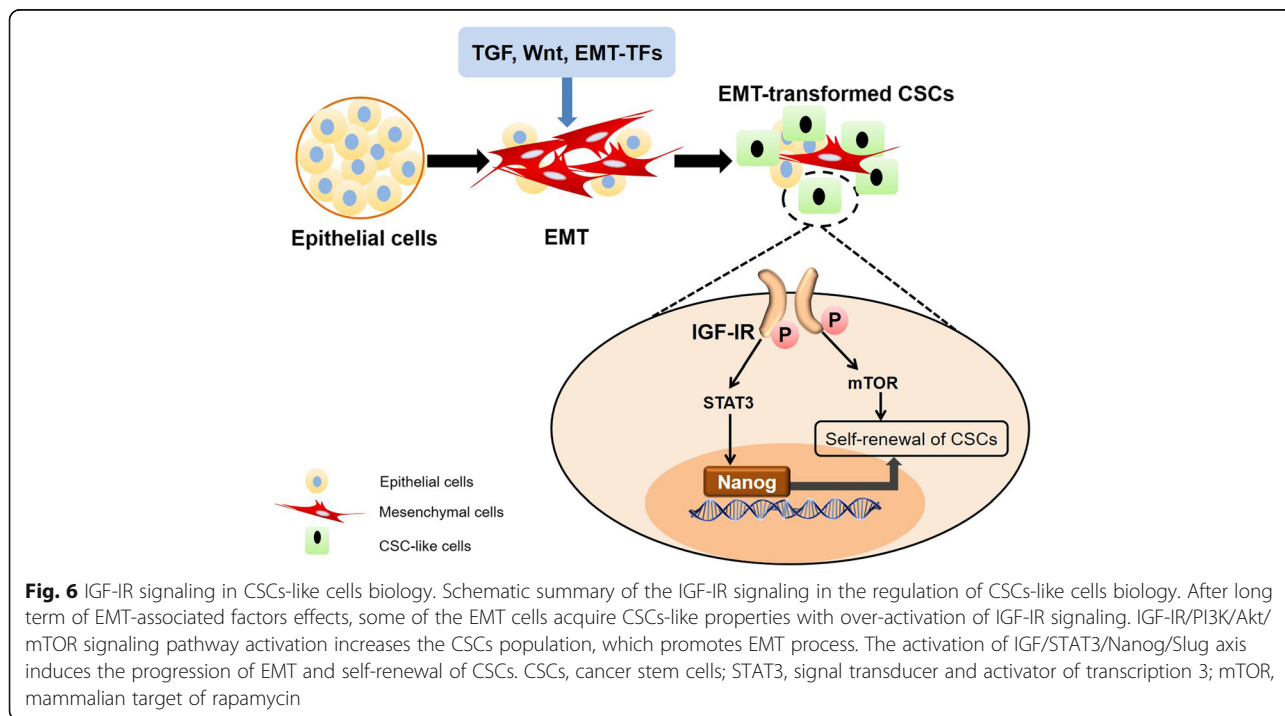 TGF, Wnt, EMT-TFs
EMT-transformed CSCs
Epithelial cells
EMT
IGF-IR
P
P
STAT3
mTOR
Self-renewal of CSCs
Nanog
Epithelial cells
Mesenchymal cells
CSC-like cells
Fig. 6 IGF-IR signaling in CSCs-like cells biology. Schematic summary of the IGF-IR signaling in the regulation of CSCs-like cells biology. After long
term of EMT-associated factors effects, some of the EMT cells acquire CSCs-like properties with over-activation of IGF-IR signaling. IGF-IR/PI3K/Akt/
mTOR signaling pathway activation increases the CSCs population, which promotes EMT process. The activation of IGF/STAT3/Nanog/Slug axis
induces the progression of EMT and self-renewal of CSCs. CSCs, cancer stem cells; STAT3, signal transducer and activator of transcription 3; mTOR,
mammalian target of rapamycin